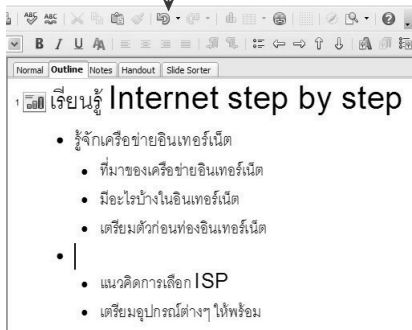 ABC ABC
B I U A
Normal Outline Notes Handout Slide Sorter
1 เรียนรู้ Internet step by step
• รู้จักเครือข่ายอินเทอร์เน็ต
• ที่มาของเครือข่ายอินเทอร์เน็ต
• มีอะไรบ้างในอินเทอร์เน็ต
• เตรียมตัวก่อนท่องอินเทอร์เน็ต
•
• แนวคิดการเลือก ISP
• เตรียมอุปกรณ์ต่างๆ ให้พร้อม